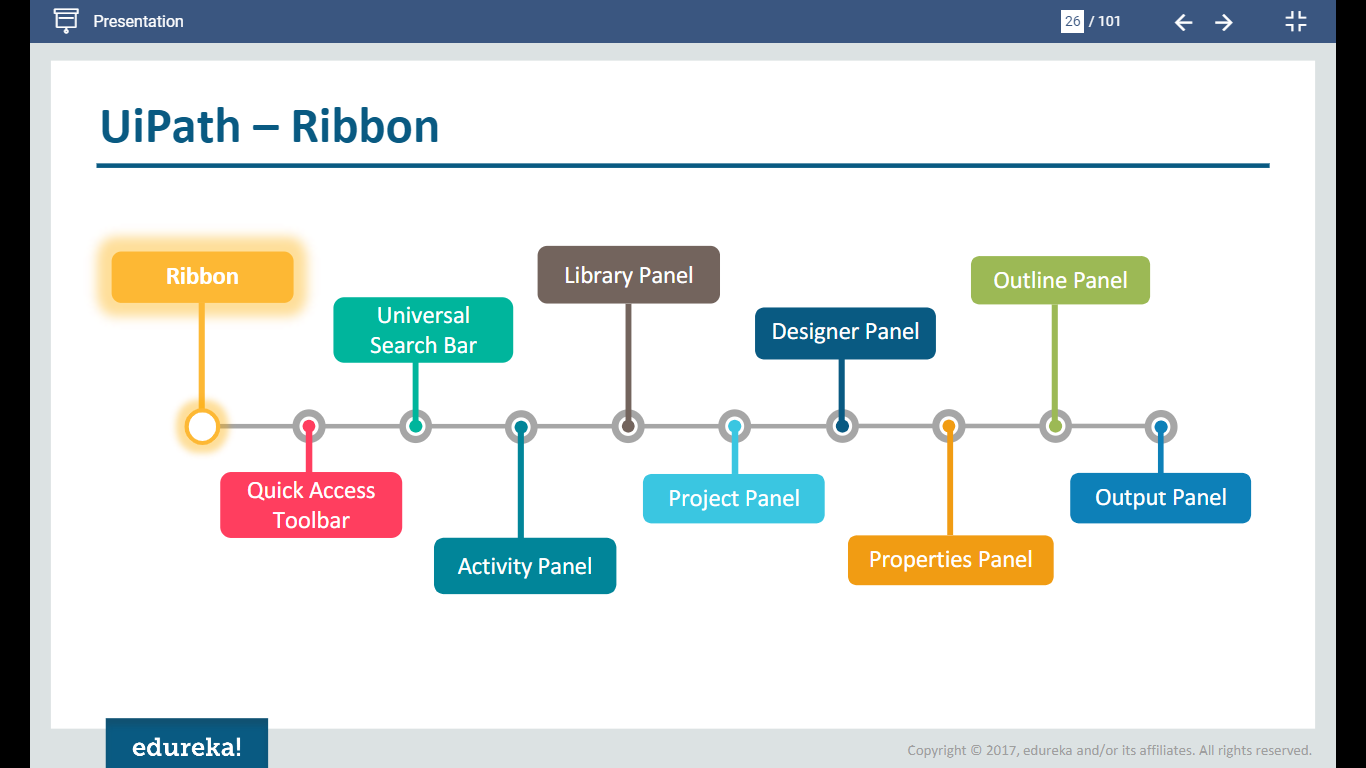 Presentation
26 / 101
UiPath – Ribbon
Ribbon
Quick Access
Toolbar
Universal
Search Bar
Activity Panel
Library Panel
Project Panel
Designer Panel
Properties Panel
Outline Panel
Output Panel
edureka!
Copyright © 2017, edureka and/or its affiliates. All rights reserved.